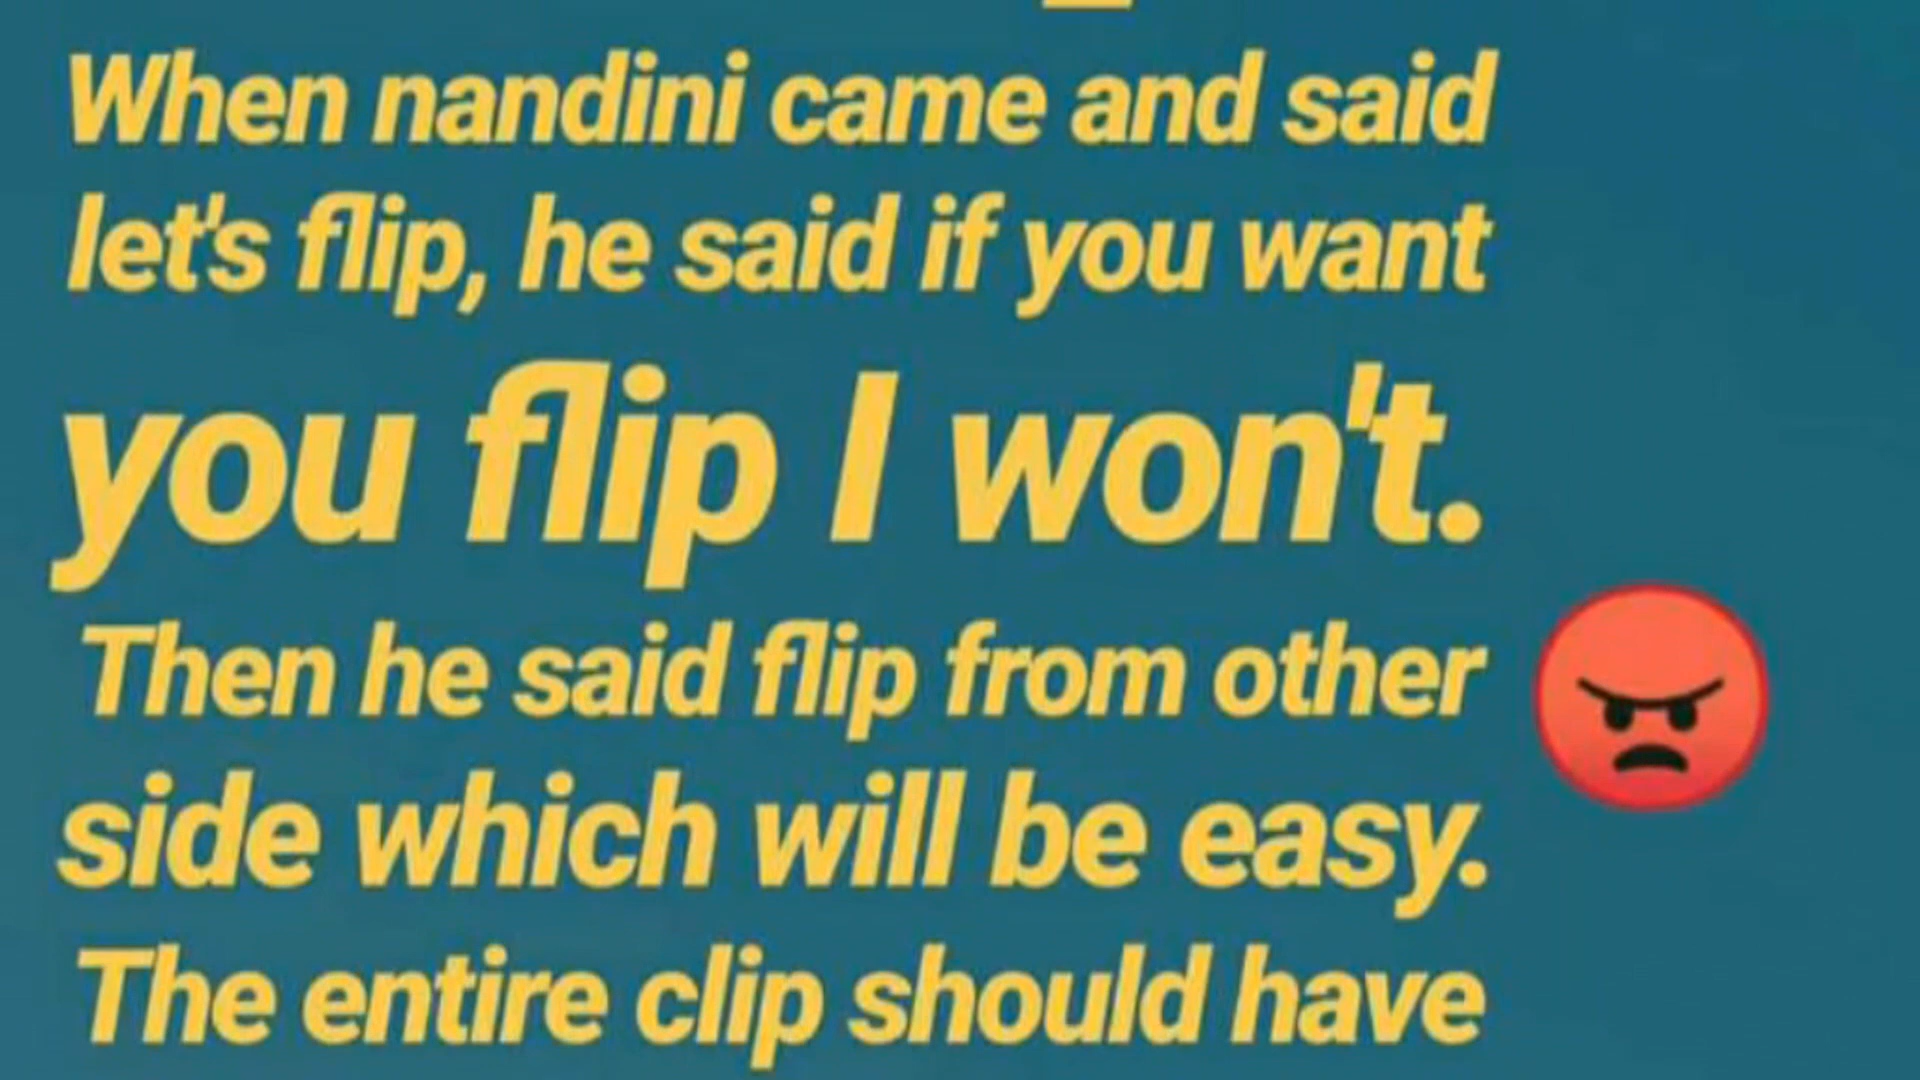 When nandini came and said
let's flip, he said if you want
you flip I won't.
Then he said flip from other
side which will be easy.
The entire clip should have